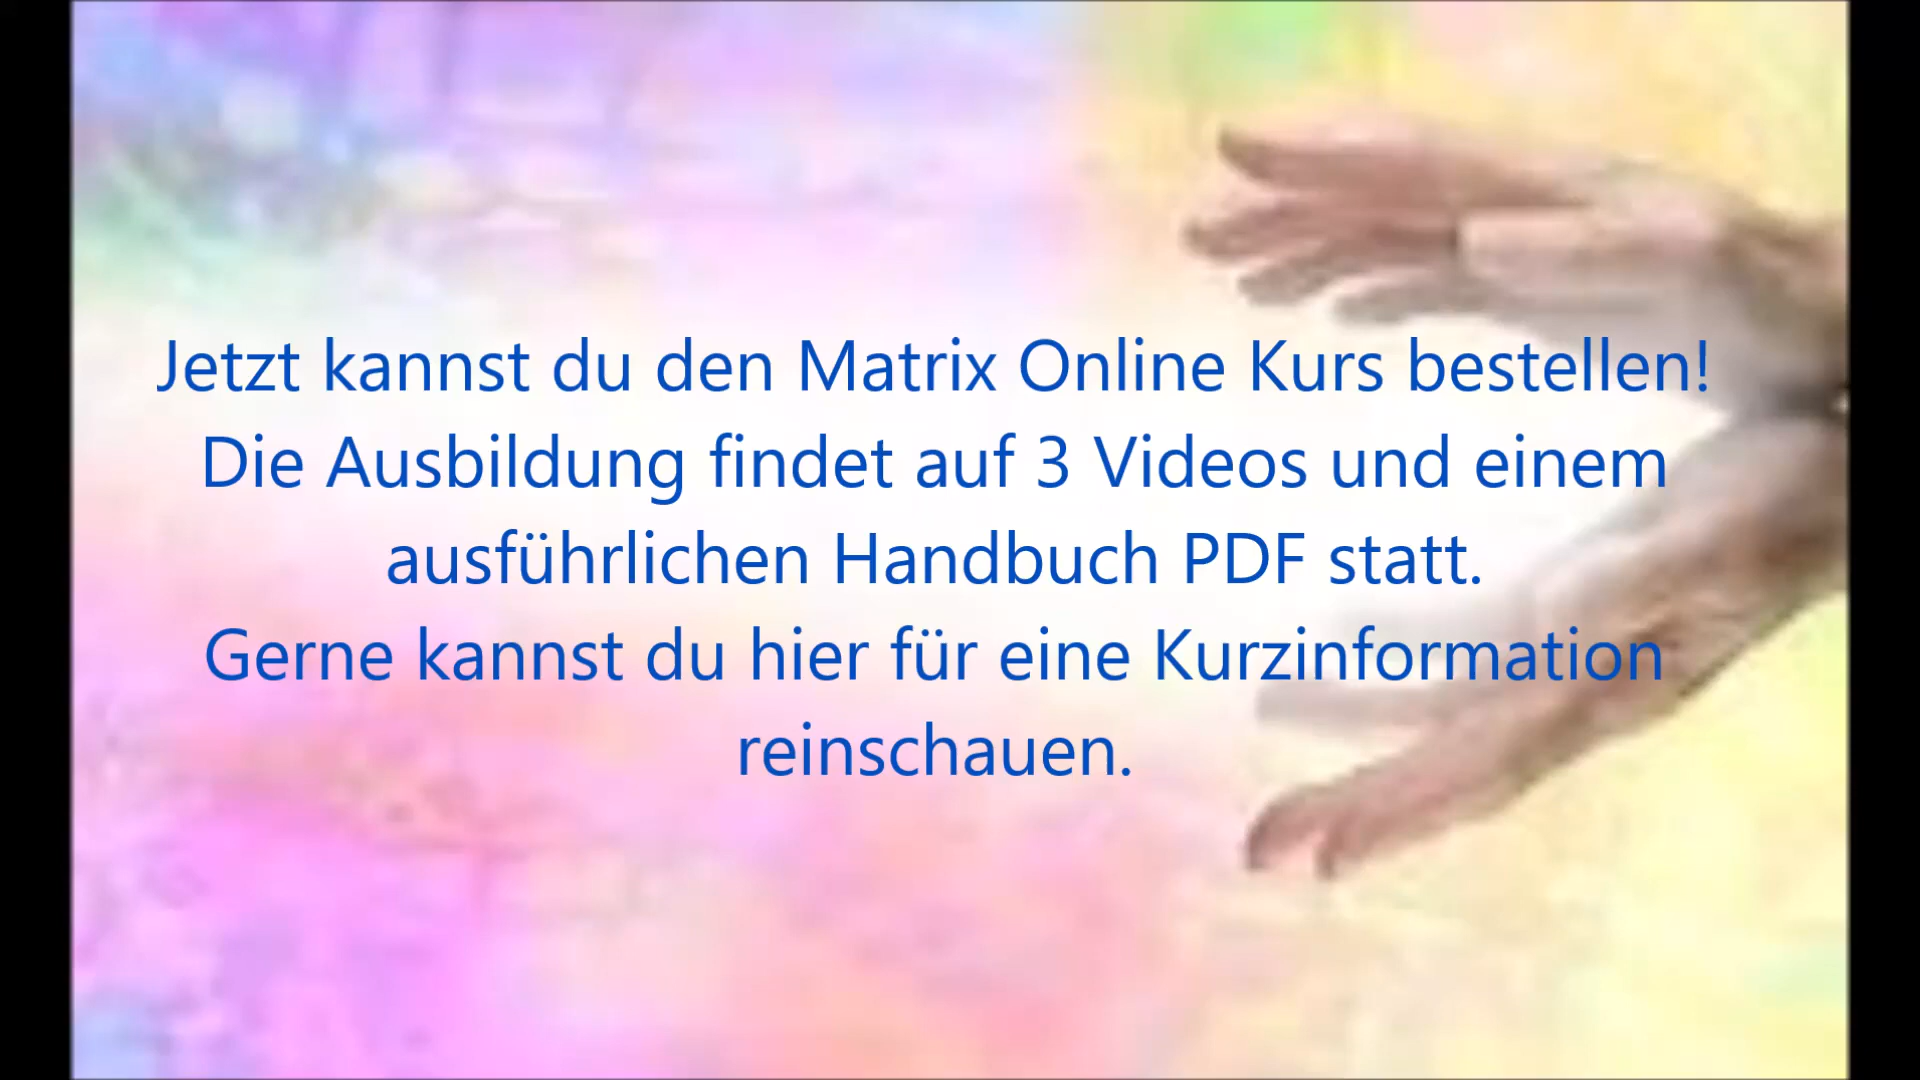 Jetzt kannst du den Matrix Online Kurs bestellen!
Die Ausbildung findet auf 3 Videos und einem
ausführlichen Handbuch PDF statt.
Gerne kannst du hier für eine Kurzinformation
reinschauen.